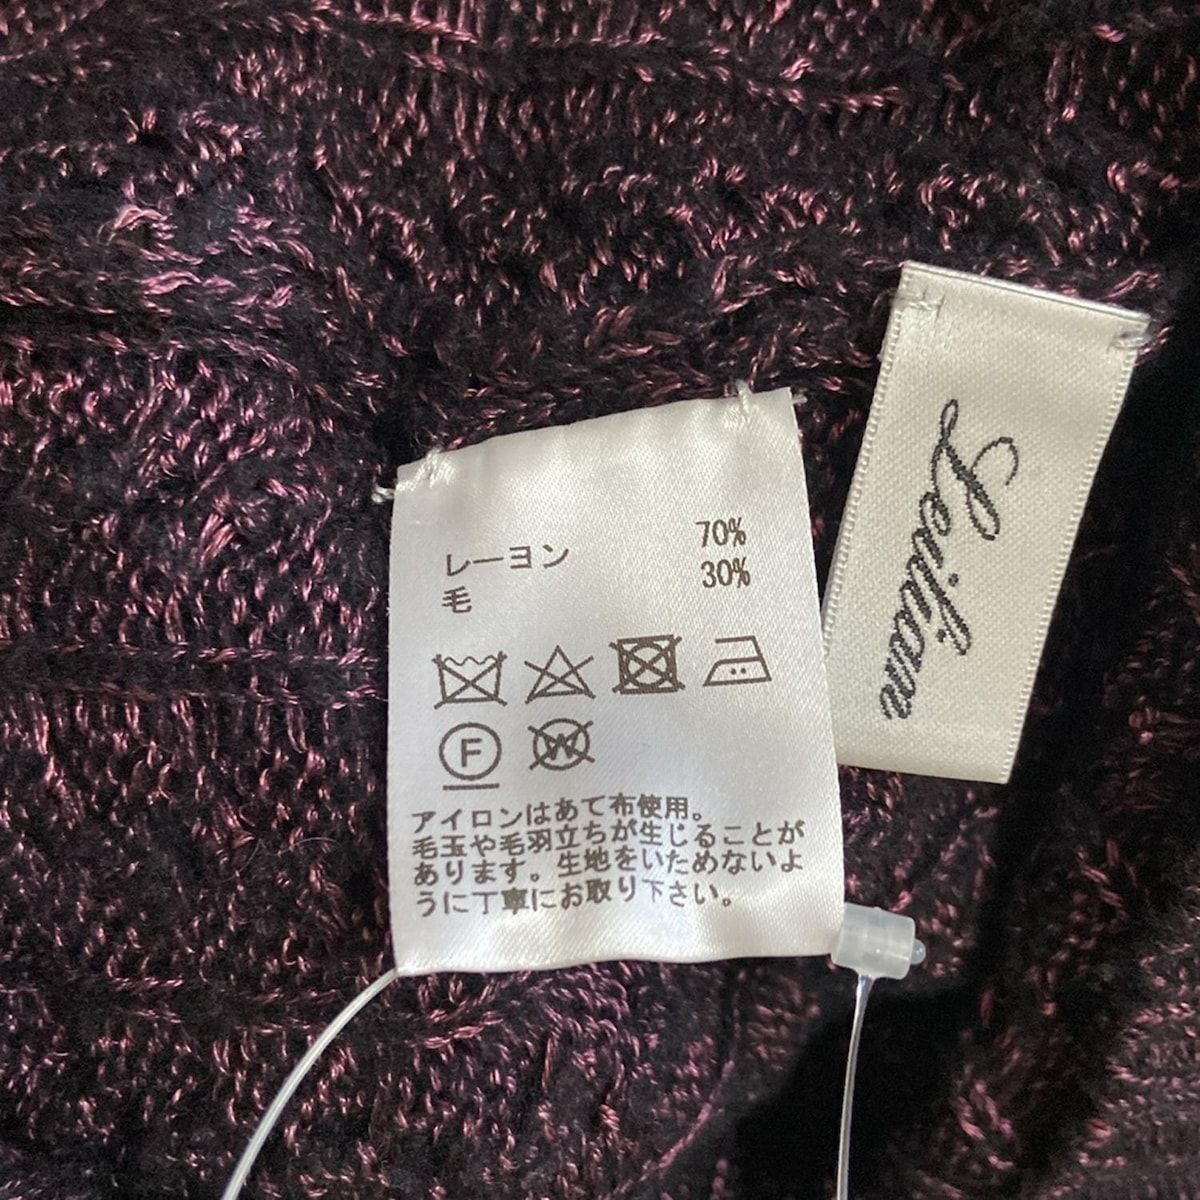 レーヨン 70%
毛 30%
F
W
アイロンはあて布使用。
毛玉や毛羽立ちが生じることが
あります。生地をいためないよ
うに丁寧にお取り下さい。
Leilian